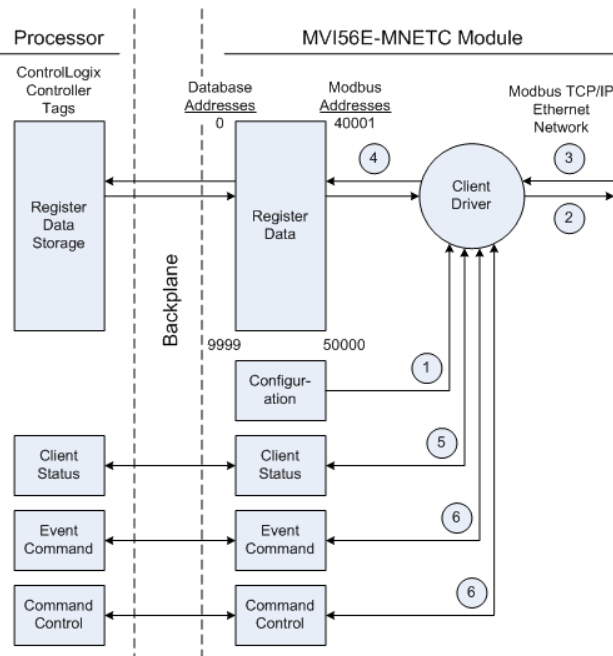 Processor
MVI56E-MNETC Module
ControlLogix
Controller
Tags
Database
Addresses
0
Modbus
Addresses
40001
Modbus TCP/IP
Ethernet
Network
4
3
2
Client
Driver
Register
Data
Storage
Register
Data
Backplane
9999
50000
Configur-
ation
1
Client
Status
Client
Status
5
Event
Command
Event
Command
6
Command
Control
Command
Control
6